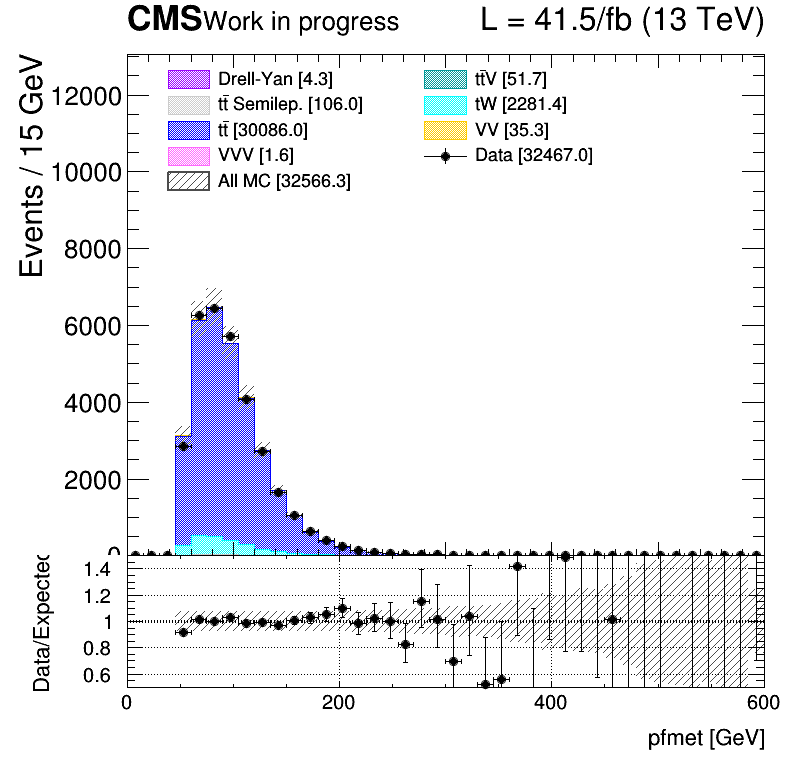 CMS Work in progress L = 41.5/fb (13 TeV)
Events / 15 GeV
12000
10000
8000
6000
4000
2000
0
Drell-Yan [4.3]
tt̄ Semilep. [106.0]
tt̄ [30086.0]
VVV [1.6]
All MC [32566.3]
tt̄V [51.7]
tW [2281.4]
VV [35.3]
Data [32467.0]
Data/Expected
1.4
1.2
1
0.8
0.6
0 200 400 600
pfmet [GeV]